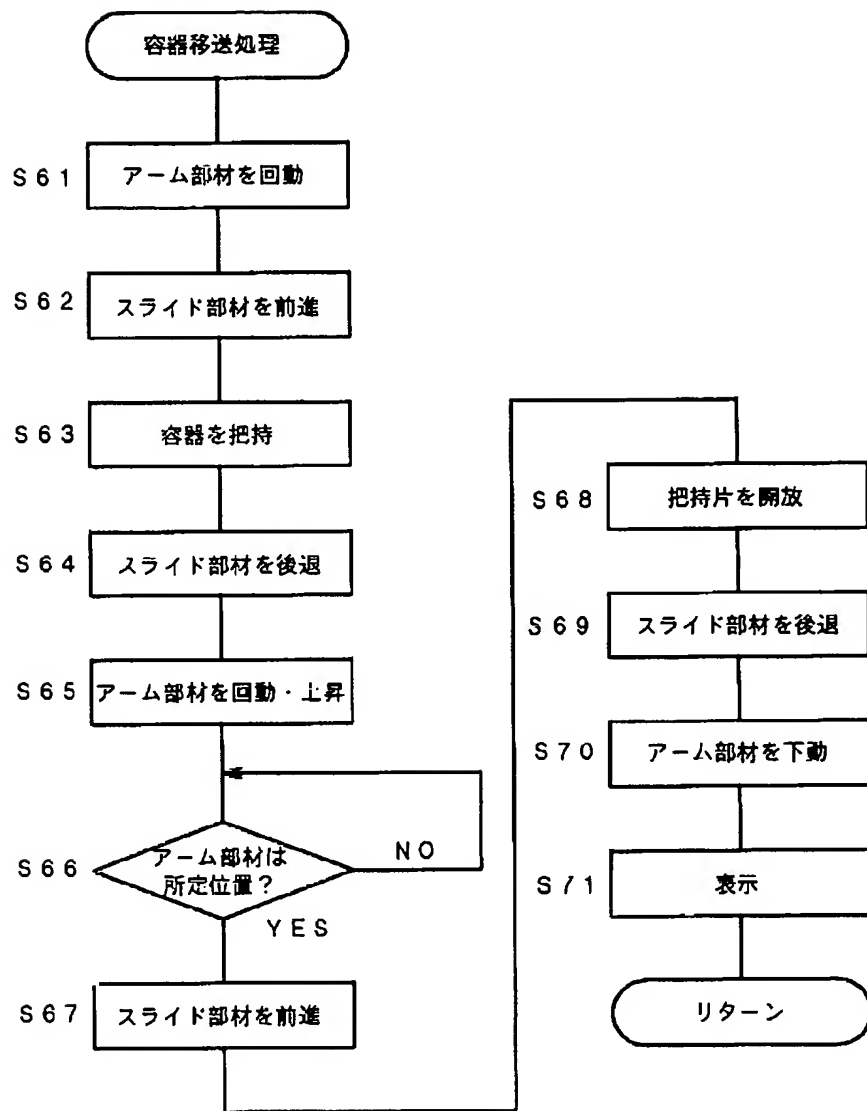 容器移送処理
S61
アーム部材を回動
S62
スライド部材を前進
S63
容器を把持
S64
スライド部材を後退
S65
アーム部材を回動・上昇
S66
アーム部材は
所定位置?
NO
YES
S67
スライド部材を前進
S68
把持片を開放
S69
スライド部材を後退
S70
アーム部材を下動
S71
表示
リターン